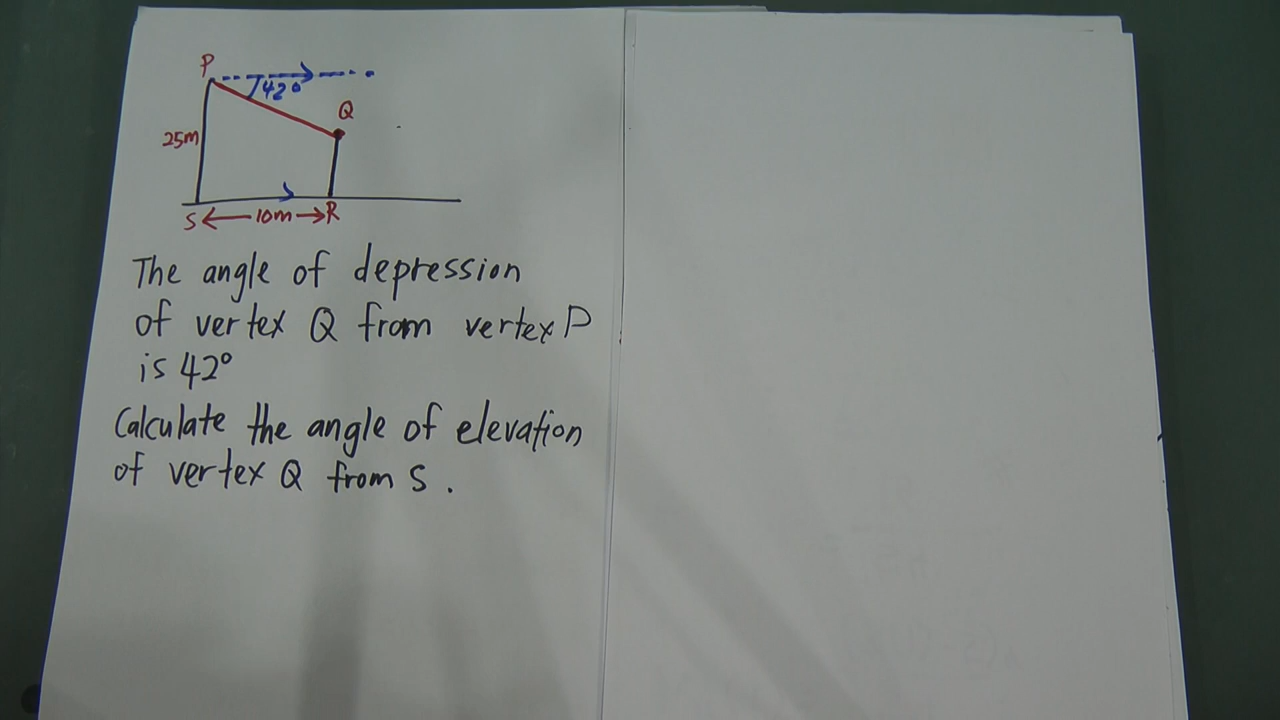 P
42°
Q
25m
S 10m R
The angle of depression
of vertex Q from vertex P
is 42°
Calculate the angle of elevation
of vertex Q from S.